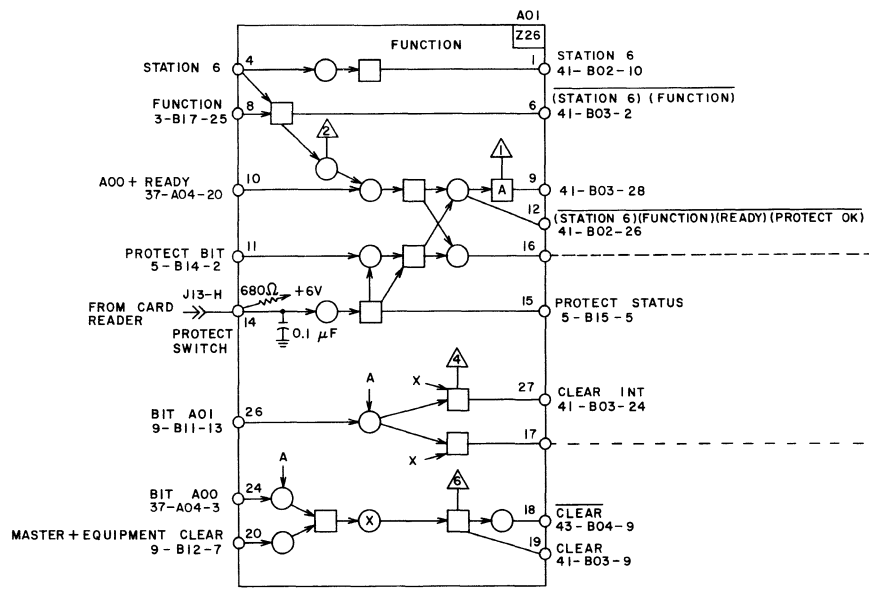 A01
Z26
FUNCTION
STATION 6
4
1
STATION 6
41-B02-10
FUNCTION
3-B17-25
8
6
(STATION 6) (FUNCTION)
41-B03-2
2
1
A00 + READY
37-A04-20
10
A
9
41-B03-28
12
(STATION 6)(FUNCTION)(READY)(PROTECT OK)
41-B02-26
PROTECT BIT
5-B14-2
11
16
J13-H
680Ω
+6V
FROM CARD
READER
14
PROTECT
SWITCH
0.1 µF
15
PROTECT STATUS
5-B15-5
4
A
X
27
CLEAR INT
41-B03-24
BIT A01
9-B11-13
26
17
X
A
6
BIT A00
37-A04-3
24
X
18
CLEAR
43-B04-9
MASTER + EQUIPMENT CLEAR
9-B12-7
20
19
CLEAR
41-B03-9